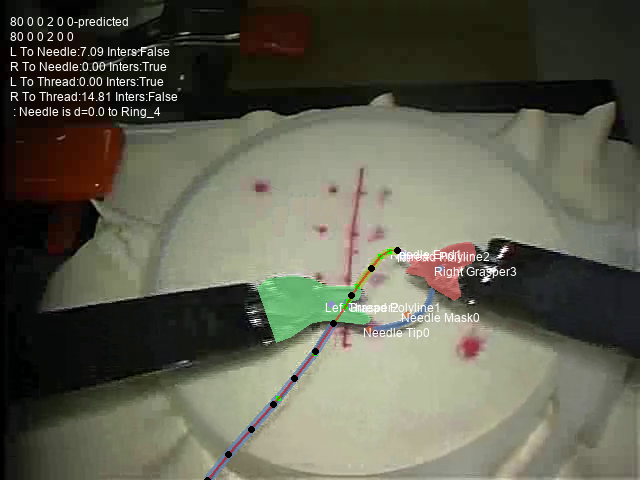 80 0 0 2 0 0-predicted
80 0 0 2 0 0
L To Needle:7.09 Inters:False
R To Needle:0.00 Inters:True
L To Thread:0.00 Inters:True
R To Thread:14.81 Inters:False
: Needle is d=0.0 to Ring_4
Polyline2
Right Grasper3
Polyline1
Needle Mask0
Needle Tip0